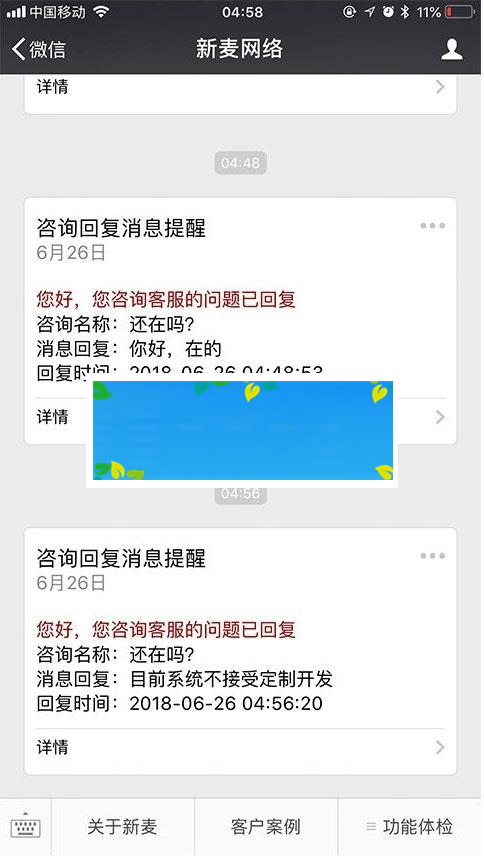 中国移动 04:58 11%
微信 新麦网络
详情
04:48
咨询回复消息提醒
6月26日
您好，您咨询客服的问题已回复
咨询名称：还在吗?
消息回复：你好，在的
回复时间：2018-06-26 04:48:53
详情
04:56
咨询回复消息提醒
6月26日
您好，您咨询客服的问题已回复
咨询名称：还在吗?
消息回复：目前系统不接受定制开发
回复时间：2018-06-26 04:56:20
详情
关于新麦 客户案例 功能体检